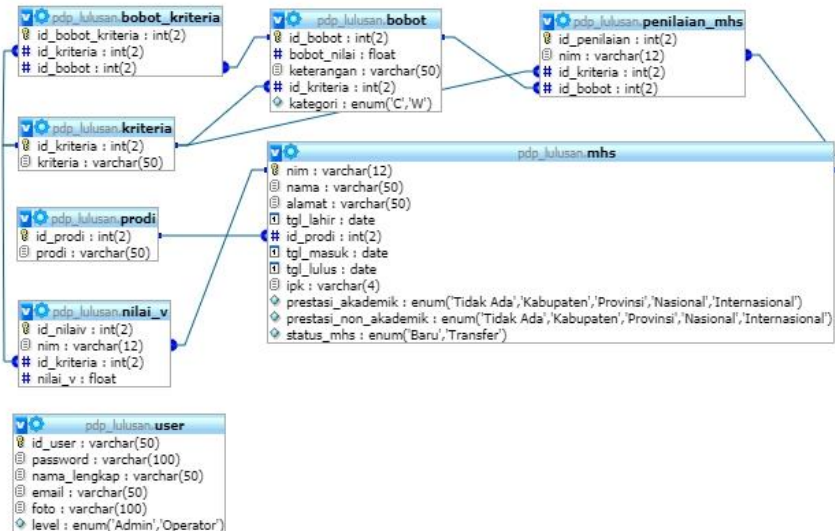 pdp_lulusan.bobot_kriteria
id_bobot_kriteria : int(2)
id_kriteria : int(2)
id_bobot : int(2)
pdp_lulusan.bobot
id_bobot : int(2)
bobot_nilai : float
keterangan : varchar(50)
id_kriteria : int(2)
kategori : enum('C','W')
pdp_lulusan.penilaian_mhs
id_penilaian : int(2)
nim : varchar(12)
id_kriteria : int(2)
id_bobot : int(2)
pdp_lulusan.kriteria
id_kriteria : int(2)
kriteria : varchar(50)
pdp_lulusan.mhs
nim : varchar(12)
nama : varchar(50)
alamat : varchar(50)
tgl_lahir : date
id_prodi : int(2)
tgl_masuk : date
tgl_lulus : date
ipk : varchar(4)
prestasi_akademik : enum('Tidak Ada','Kabupaten','Provinsi','Nasional','Internasional')
prestasi_non_akademik : enum('Tidak Ada','Kabupaten','Provinsi','Nasional','Internasional')
status_mhs : enum('Baru','Transfer')
pdp_lulusan.prodi
id_prodi : int(2)
prodi : varchar(50)
pdp_lulusan.nilai_v
id_nilaiv : int(2)
nim : varchar(12)
id_kriteria : int(2)
nilai_v : float
pdp_lulusan.user
id_user : varchar(50)
password : varchar(100)
nama_lengkap : varchar(50)
email : varchar(50)
foto : varchar(100)
level : enum('Admin','Operator')